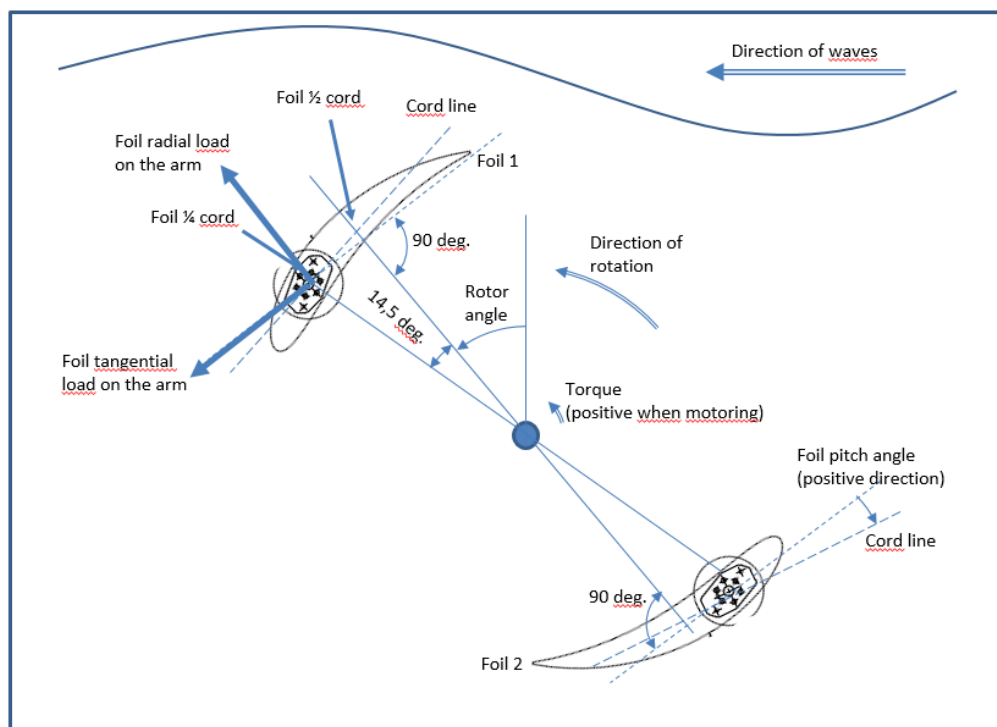 Direction of waves
Foil ½ cord
Cord line
Foil radial load
on the arm
Foil 1
Foil ¼ cord
90 deg.
Direction of
rotation
Rotor
angle
14,5 deg.
Foil tangential
load on the arm
Torque
(positive when motoring)
Foil pitch angle
(positive direction)
Cord line
90 deg.
Foil 2